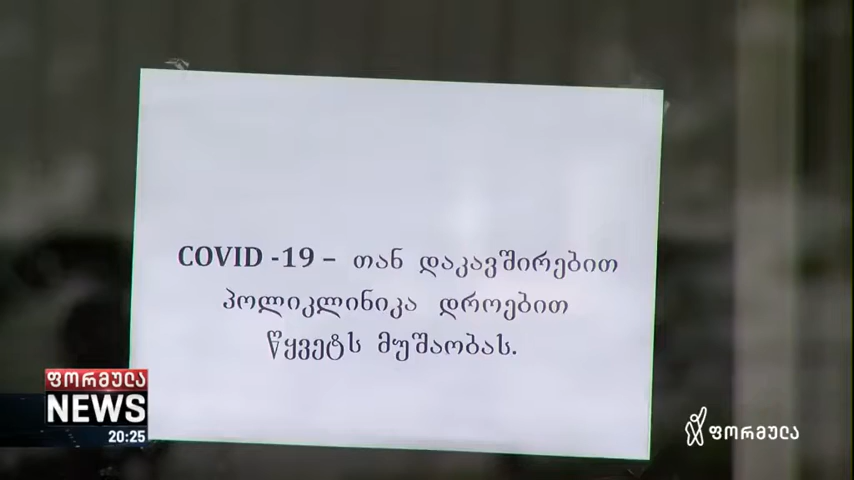 COVID -19 – თან დაკავშირებით
პოლიკლინიკა დროებით
წყვეტს მუშაობას.
ფორმულა
NEWS
20:25
ფორმულა